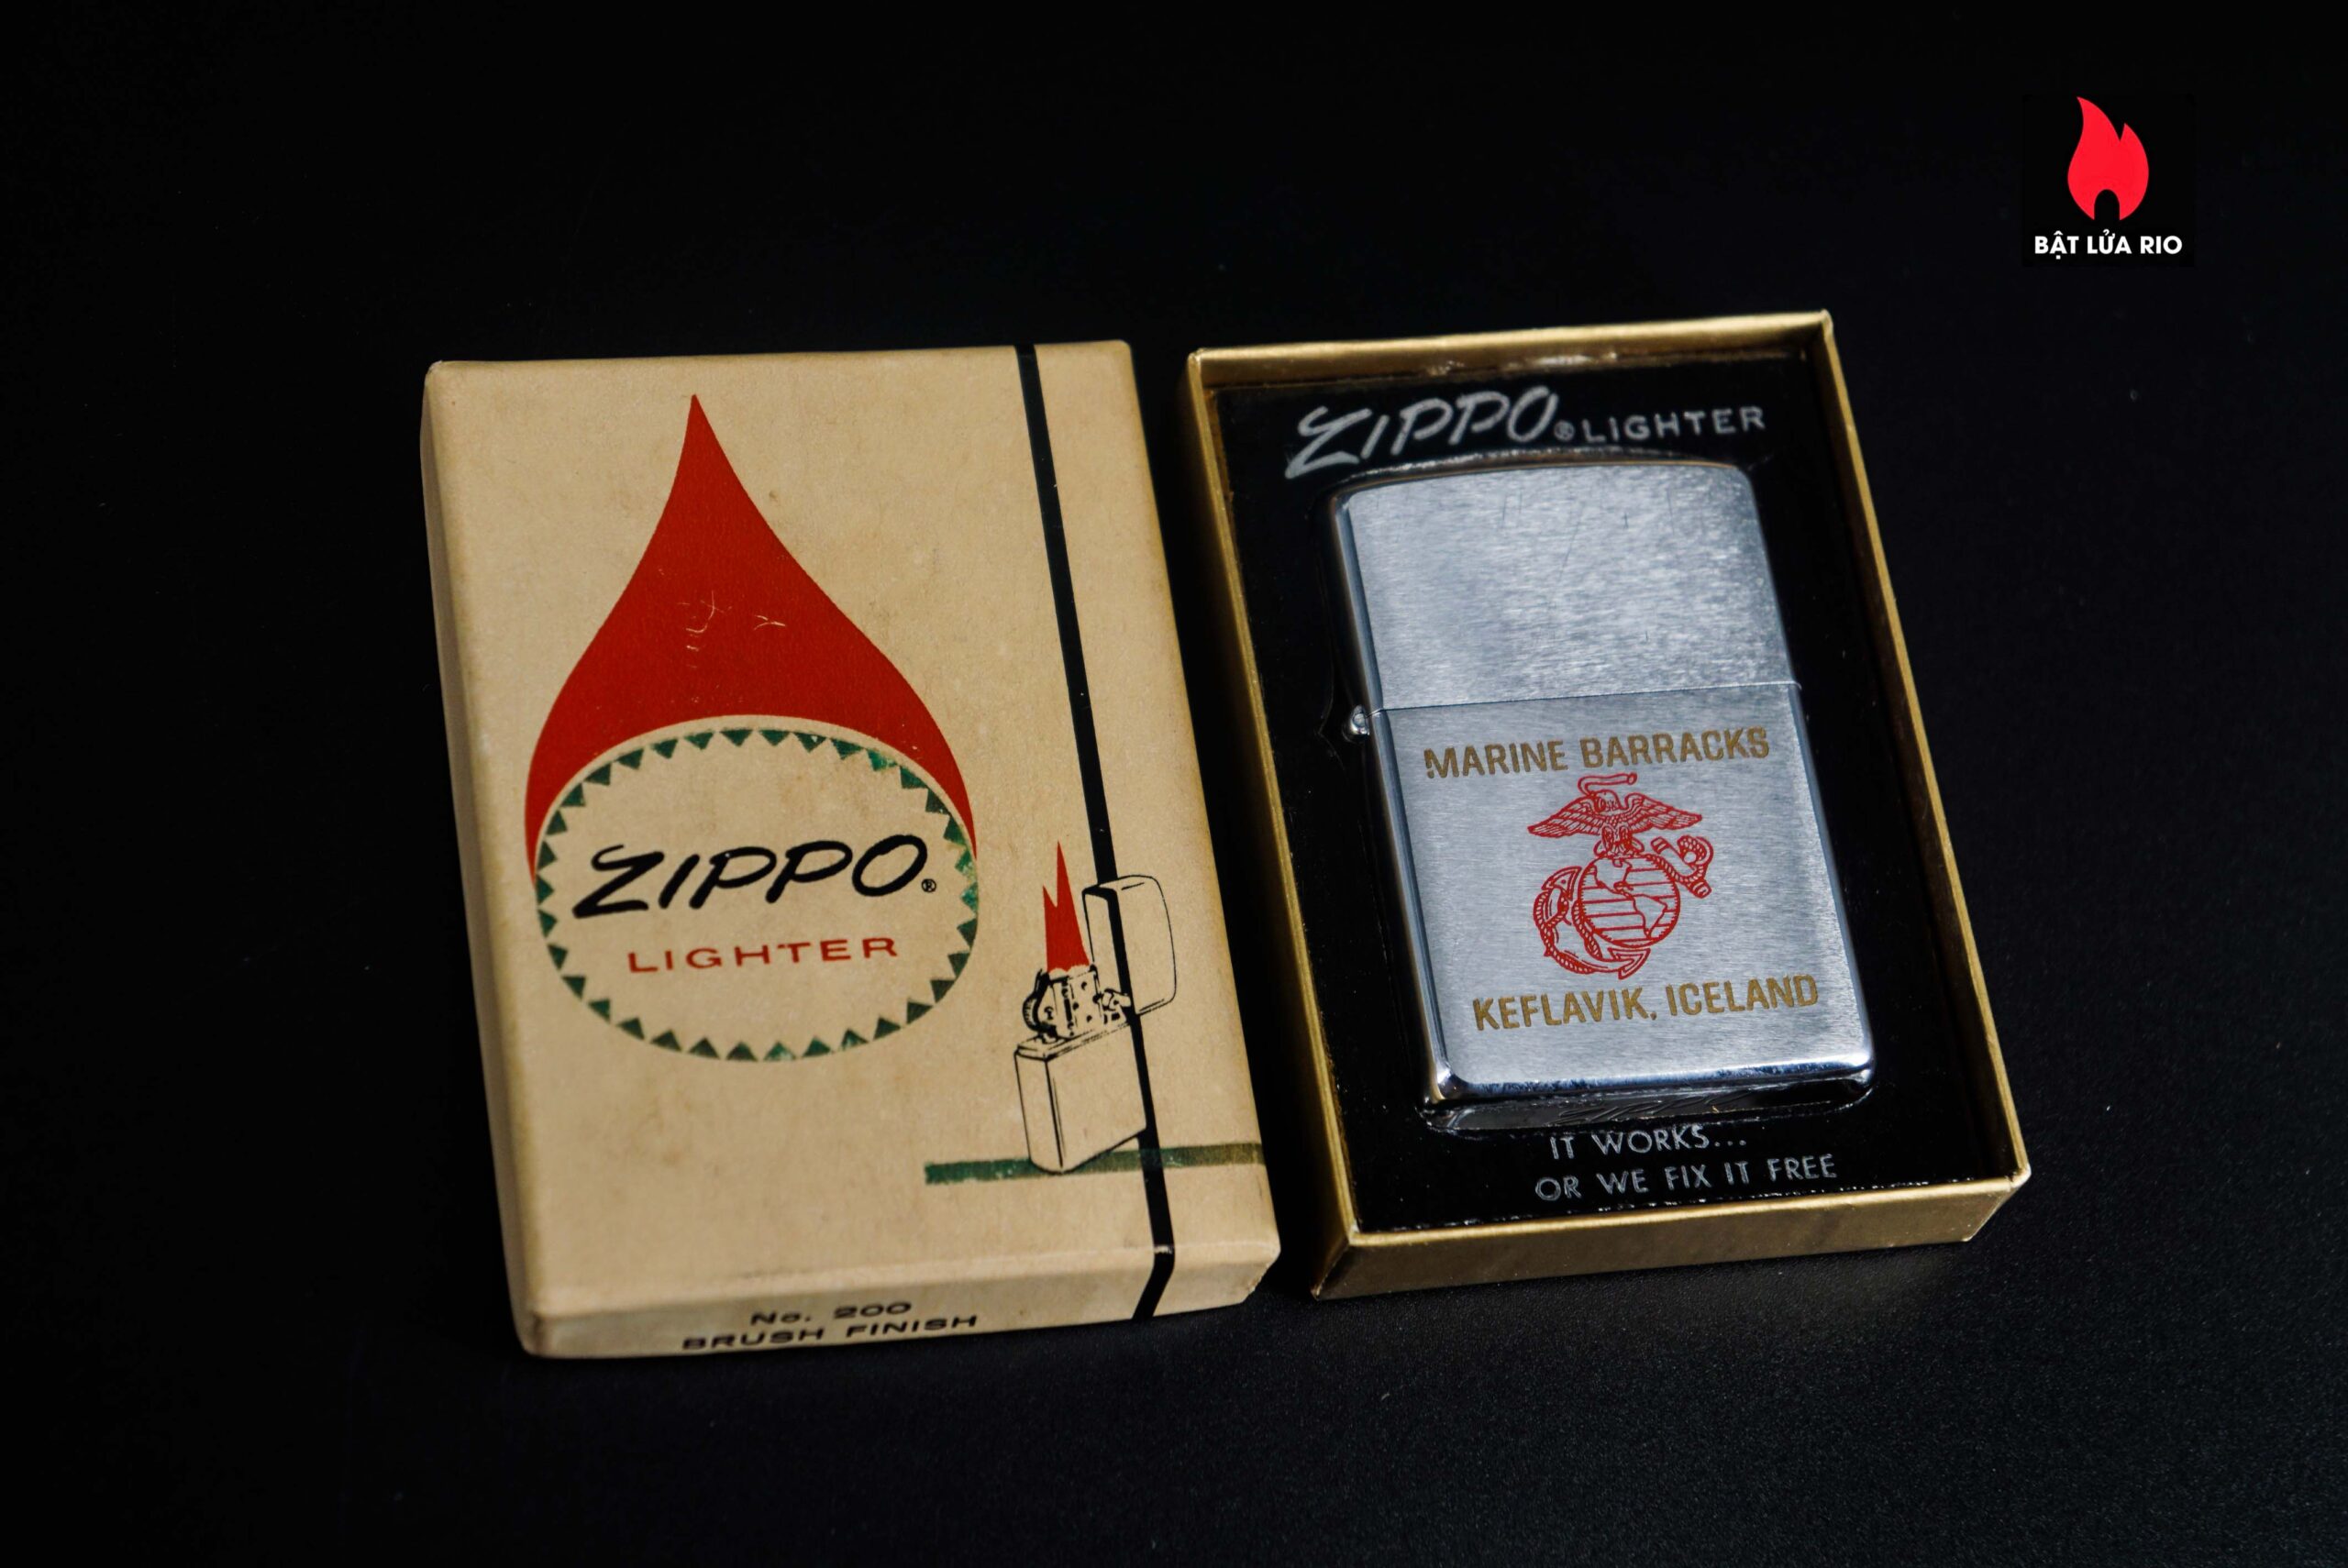 BẬT LỬA RIO
ZIPPO®
LIGHTER
No. 200
BRUSH FINISH
ZIPPO® LIGHTER
MARINE BARRACKS
KEFLAVIK, ICELAND
IT WORKS...
OR WE FIX IT FREE